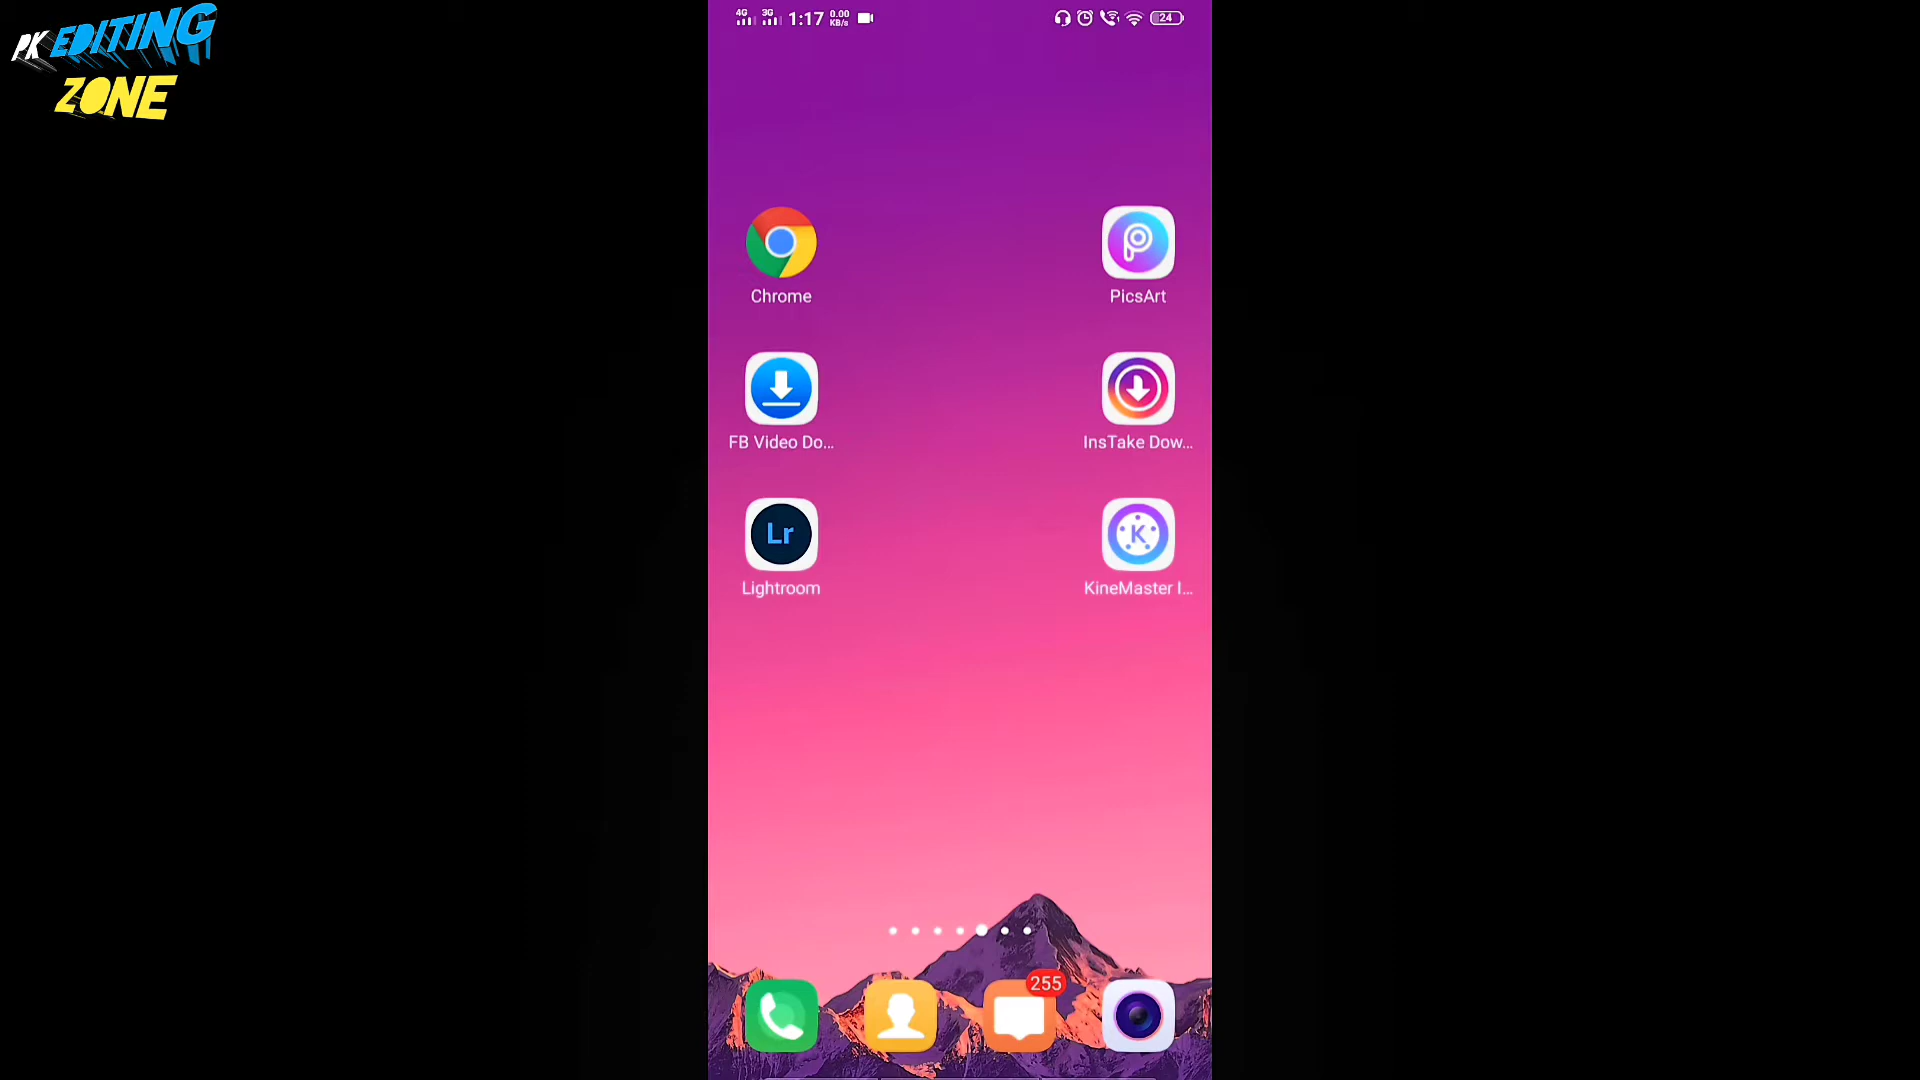 PK EDITING
ZONE
4G 3G 1:17 0.00 KB/s 24
Chrome
PicsArt
FB Video Do...
InsTake Dow...
Lr
K
Lightroom
KineMaster I...
255